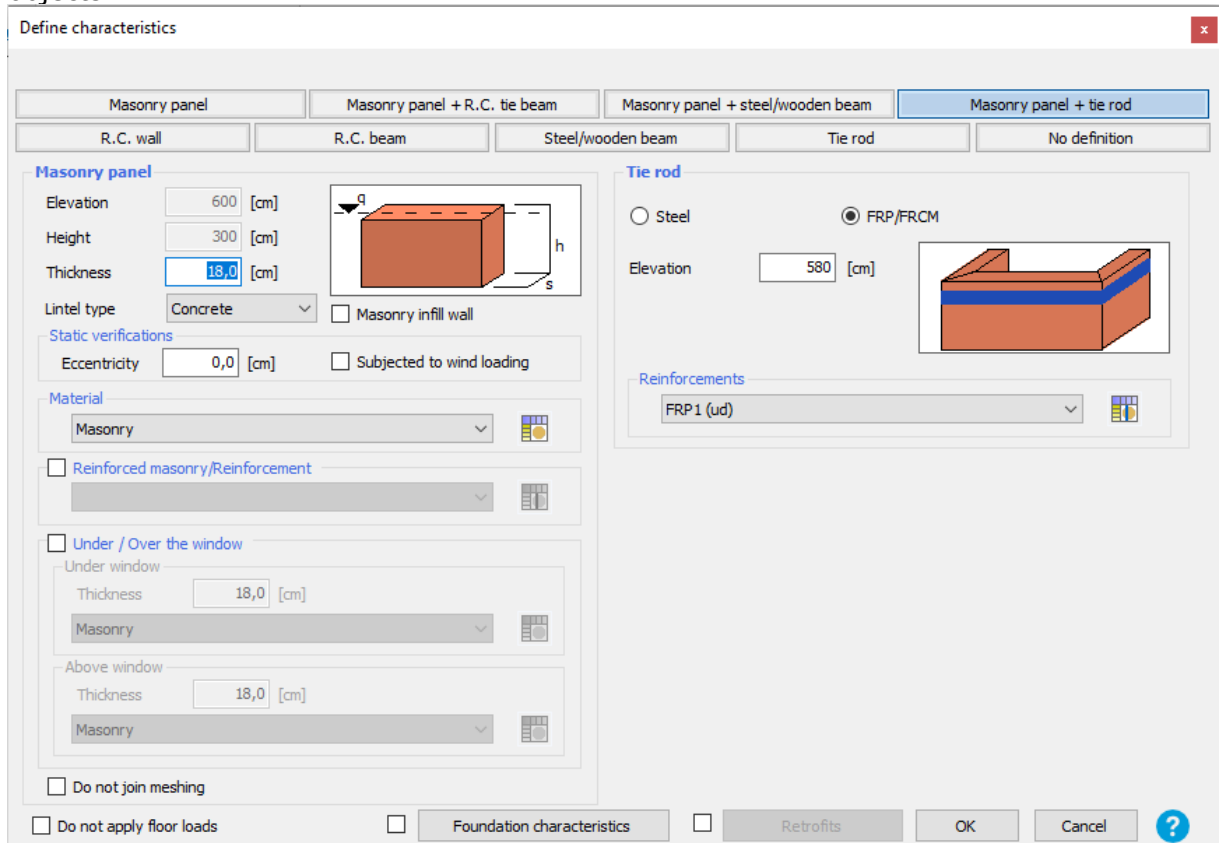 Define characteristics
x
Masonry panel
Masonry panel + R.C. tie beam
Masonry panel + steel/wooden beam
Masonry panel + tie rod
R.C. wall
R.C. beam
Steel/wooden beam
Tie rod
No definition
Masonry panel
Elevation 600 [cm]
Height 300 [cm]
Thickness 18,0 [cm]
Lintel type Concrete
q
h
s
Masonry infill wall
Static verifications
Eccentricity 0,0 [cm]
Subjected to wind loading
Material
Masonry
Reinforced masonry/Reinforcement
Under / Over the window
Under window
Thickness 18,0 [cm]
Masonry
Above window
Thickness 18,0 [cm]
Masonry
Do not join meshing
Tie rod
Steel
FRP/FRCM
Elevation 580 [cm]
Reinforcements
FRP1 (ud)
Do not apply floor loads
Foundation characteristics
Retrofits
OK
Cancel
?